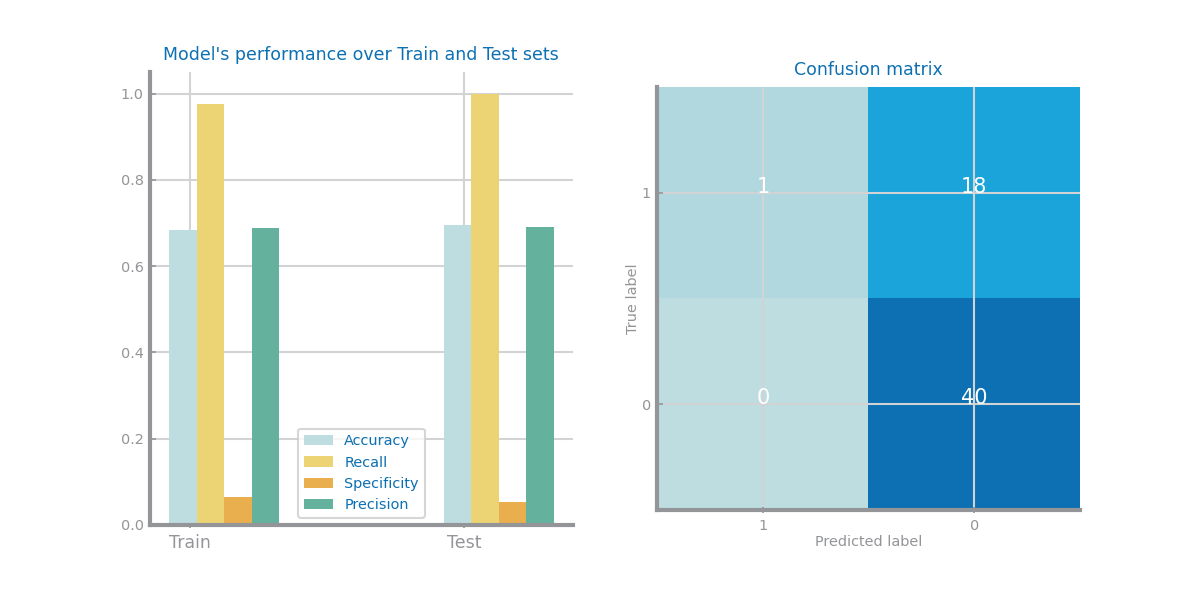 Model's performance over Train and Test sets
1.0
0.8
0.6
0.4
0.2
0.0
Accuracy
Recall
Specificity
Precision
Train
Test
Confusion matrix
True label
1
1
18
0
0
40
1
0
Predicted label